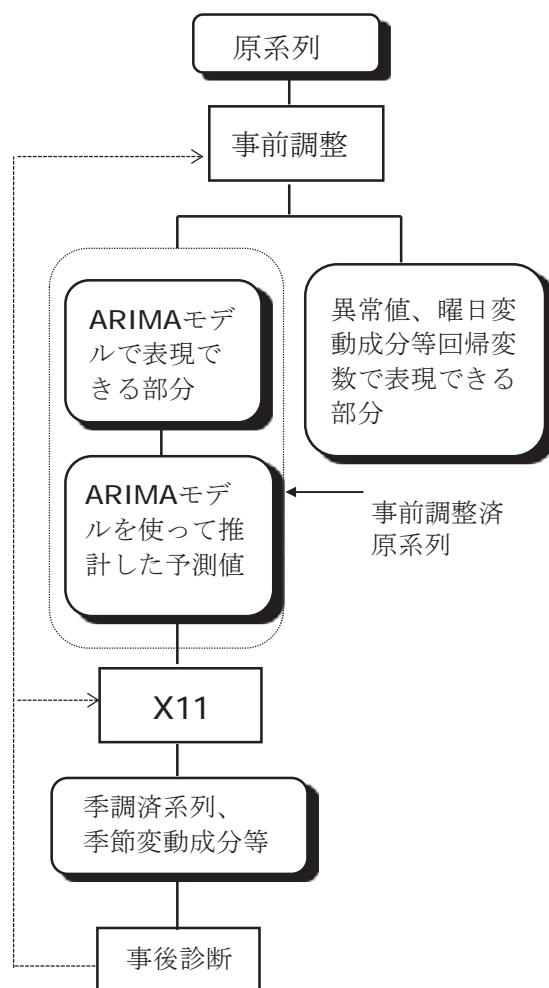 原系列
事前調整
ARIMAモデ
ルで表現で
きる部分
異常値、曜日変
動成分等回帰変
数で表現できる
部分
ARIMAモデ
ルを使って推
計した予測値
事前調整済
原系列
X11
季調済系列、
季節変動成分等
事後診断